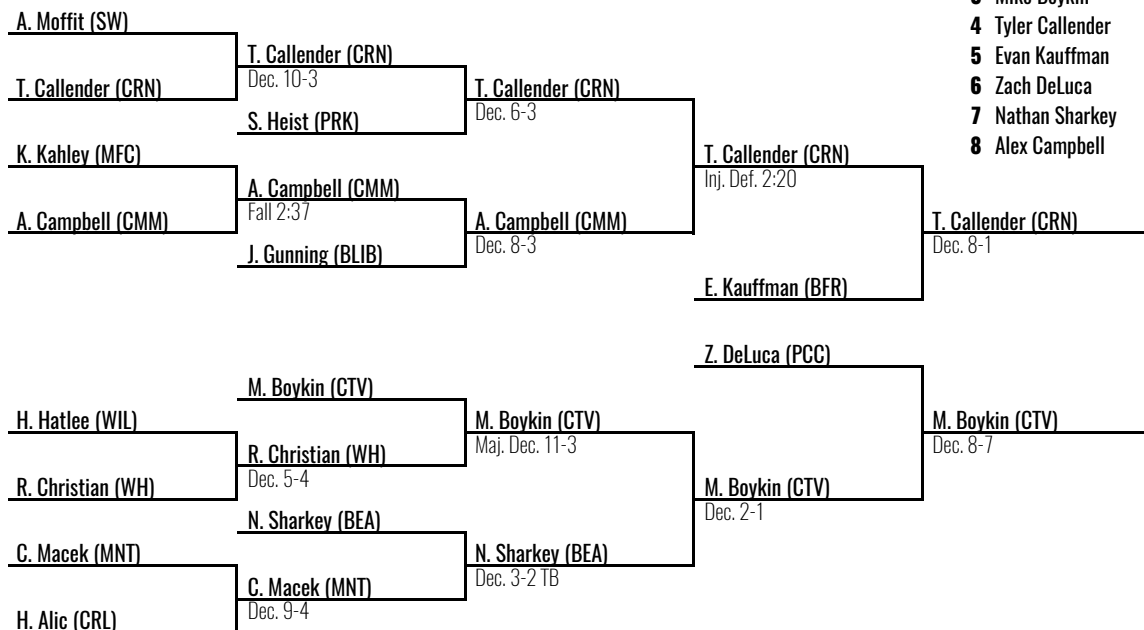 A. Moffit (SW)
T. Callender (CRN)
Dec. 10-3
T. Callender (CRN)
S. Heist (PRK)
T. Callender (CRN)
Dec. 6-3
K. Kahley (MFC)
A. Campbell (CMM)
Fall 2:37
A. Campbell (CMM)
J. Gunning (BLIB)
A. Campbell (CMM)
Dec. 8-3
T. Callender (CRN)
Inj. Def. 2:20
E. Kauffman (BFR)
T. Callender (CRN)
Dec. 8-1
3 Mike Boykin
4 Tyler Callender
5 Evan Kauffman
6 Zach DeLuca
7 Nathan Sharkey
8 Alex Campbell
Z. DeLuca (PCC)
M. Boykin (CTV)
H. Hatlee (WIL)
R. Christian (WH)
Dec. 5-4
R. Christian (WH)
M. Boykin (CTV)
Maj. Dec. 11-3
N. Sharkey (BEA)
C. Macek (MNT)
C. Macek (MNT)
Dec. 9-4
H. Alic (CRL)
N. Sharkey (BEA)
Dec. 3-2 TB
M. Boykin (CTV)
Dec. 2-1
M. Boykin (CTV)
Dec. 8-7